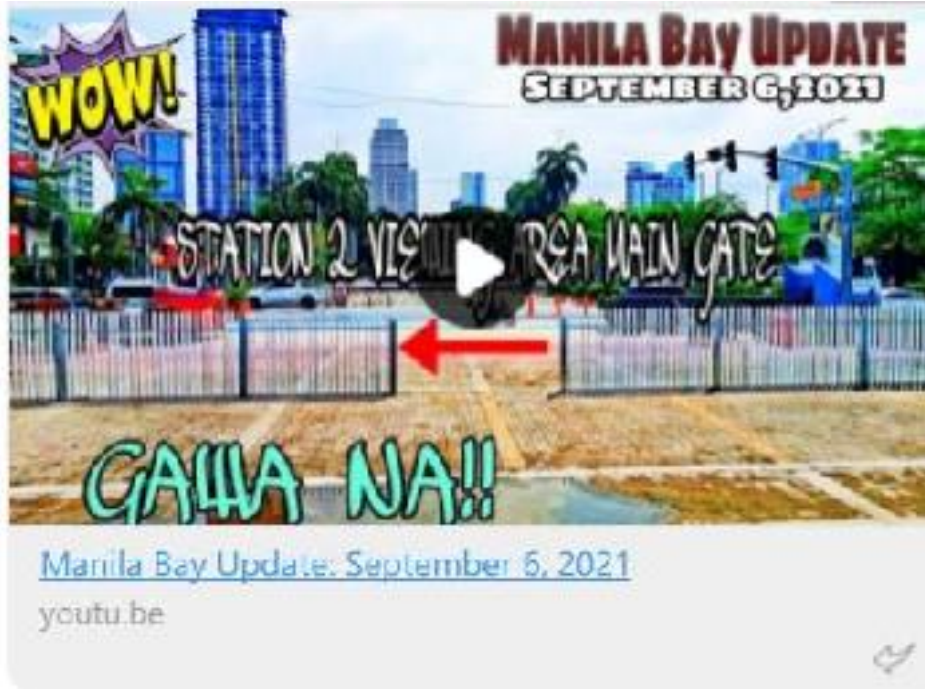 WOW!
MANILA BAY UPDATE
SEPTEMBER 6, 2021
STATION 2 VIEWING AREA MAIN GATE
GAWA NA!!
Manila Bay Update: September 6, 2021
youtu.be